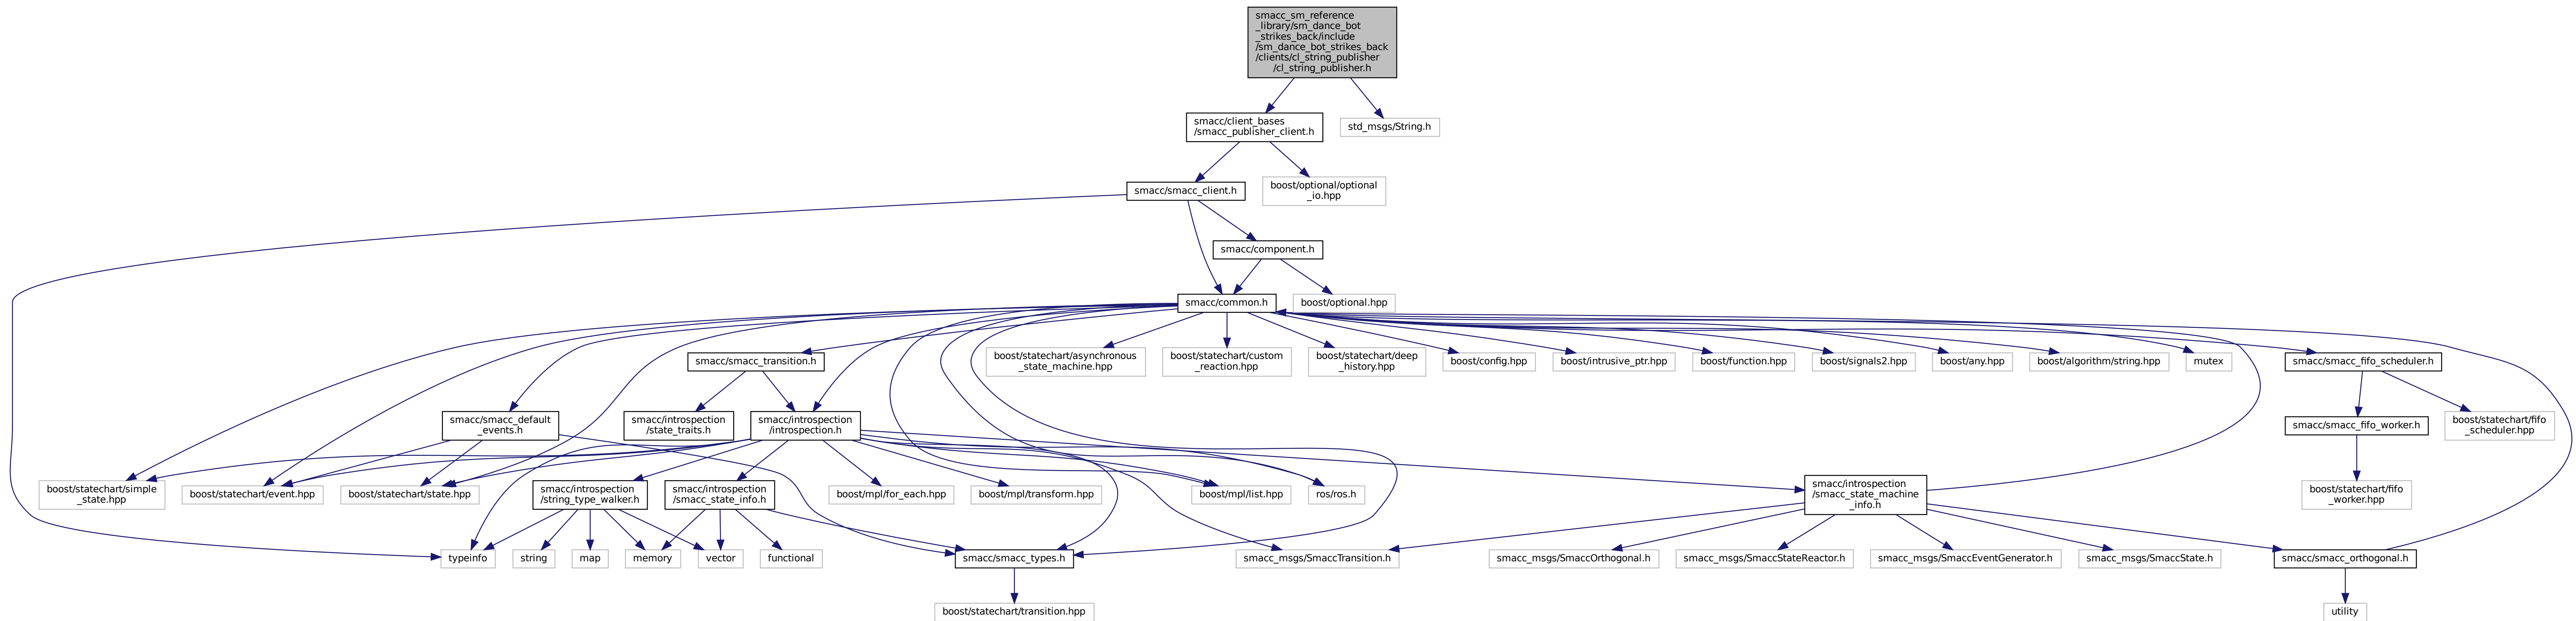 smacc_sm_reference
_library/sm_dance_bot
_strikes_back/include
/sm_dance_bot_strikes_back
/clients/cl_string_publisher
/cl_string_publisher.h
smacc/client_bases
/smacc_publisher_client.h
std_msgs/String.h
smacc/smacc_client.h
boost/optional/optional
_io.hpp
smacc/component.h
smacc/common.h
boost/optional.hpp
smacc/smacc_transition.h
boost/statechart/asynchronous
_state_machine.hpp
boost/statechart/custom
_reaction.hpp
boost/statechart/deep
_history.hpp
boost/config.hpp
boost/intrusive_ptr.hpp
boost/function.hpp
boost/signals2.hpp
boost/any.hpp
boost/algorithm/string.hpp
mutex
smacc/smacc_fifo_scheduler.h
smacc/smacc_default
_events.h
smacc/introspection
/state_traits.h
smacc/introspection
/introspection.h
smacc/smacc_fifo_worker.h
boost/statechart/fifo
_scheduler.hpp
boost/statechart/simple
_state.hpp
boost/statechart/event.hpp
boost/statechart/state.hpp
smacc/introspection
/string_type_walker.h
smacc/introspection
/smacc_state_info.h
boost/mpl/for_each.hpp
boost/mpl/transform.hpp
boost/mpl/list.hpp
ros/ros.h
smacc/introspection
/smacc_state_machine
_info.h
boost/statechart/fifo
_worker.hpp
typeinfo
string
map
memory
vector
functional
smacc/smacc_types.h
smacc_msgs/SmaccTransition.h
smacc_msgs/SmaccOrthogonal.h
smacc_msgs/SmaccStateReactor.h
smacc_msgs/SmaccEventGenerator.h
smacc_msgs/SmaccState.h
smacc/smacc_orthogonal.h
boost/statechart/transition.hpp
utility